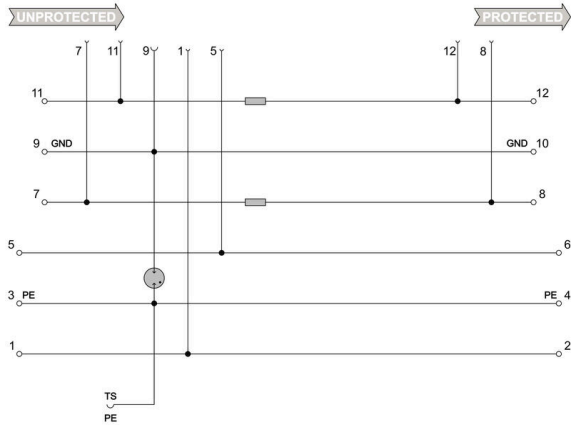 UNPROTECTED PROTECTED
7 11 9 1 5 12 8
11 12
9 GND GND 10
7 8
5 6
3 PE PE 4
1 2
TS
PE